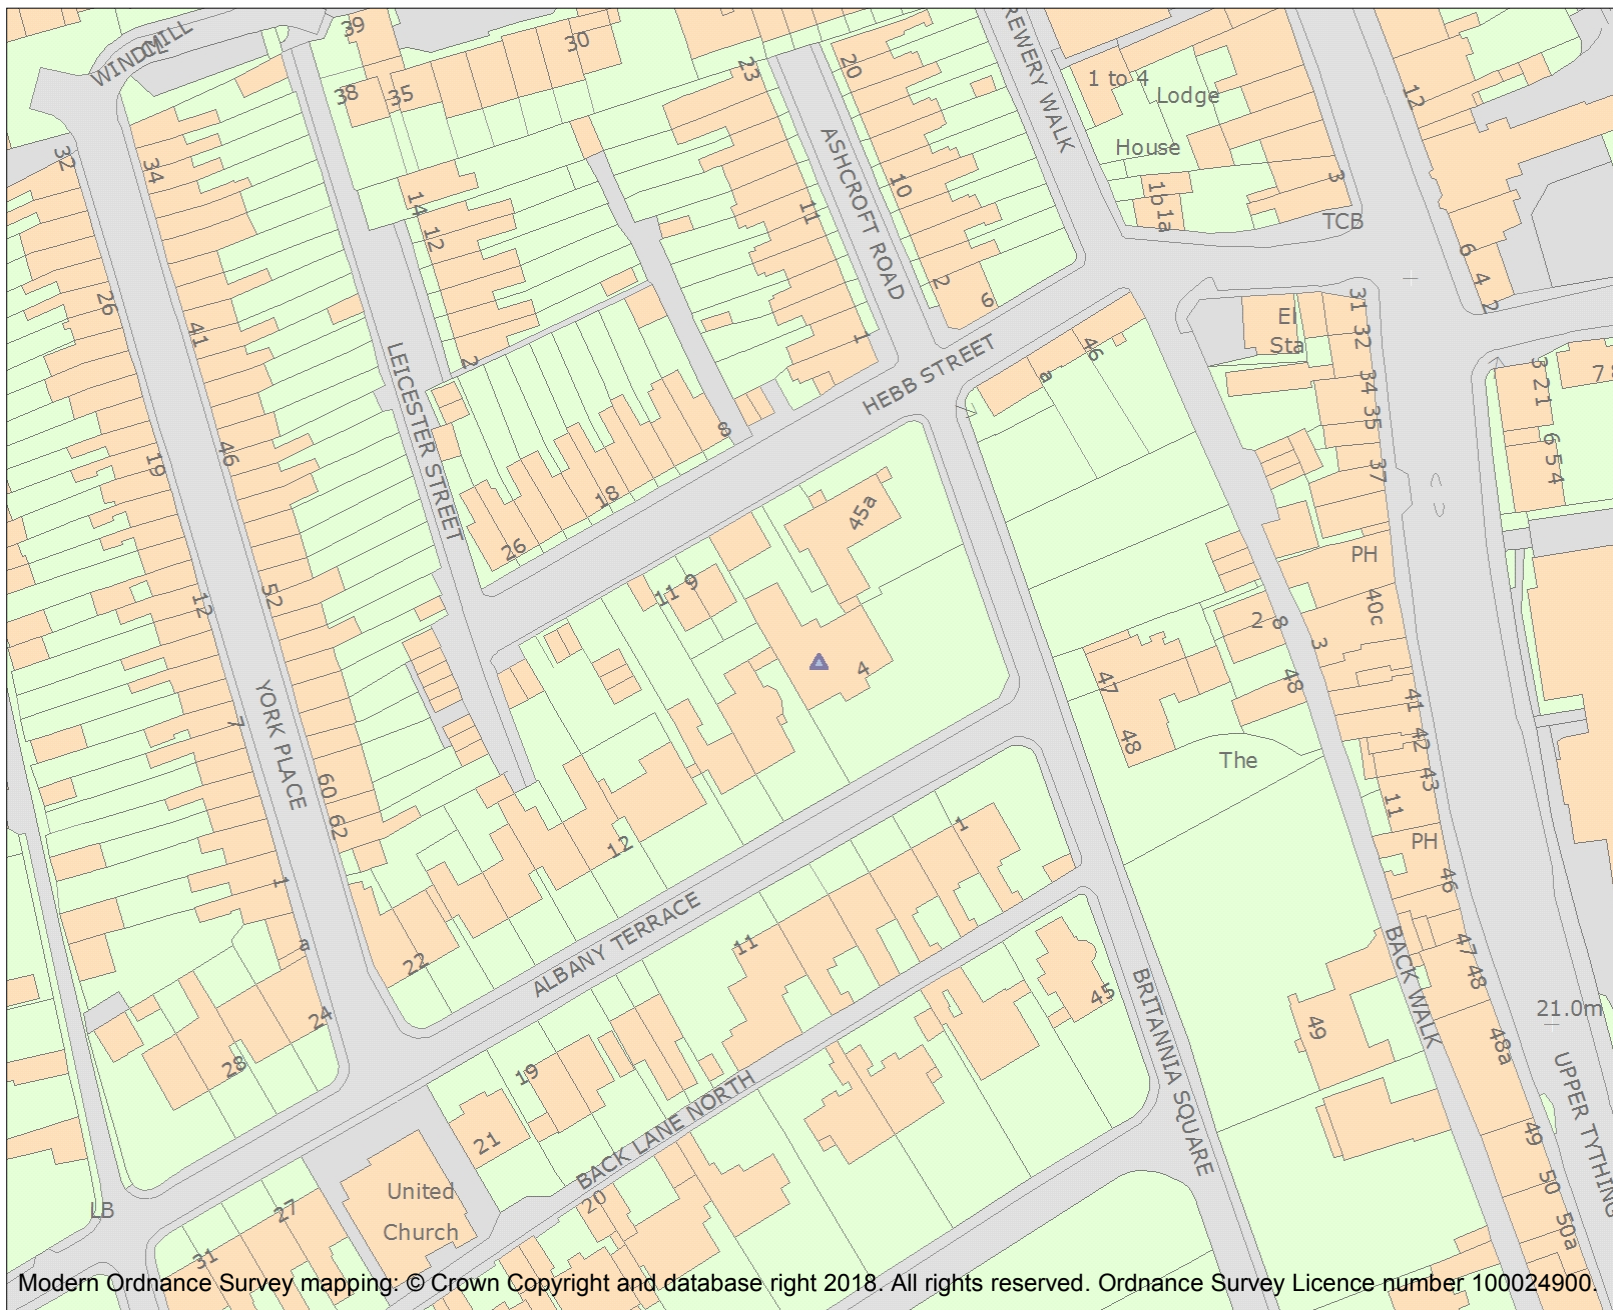 WINDMILL
CL
39
30
38
35
23
20
BREWERY WALK
1 to 4
Lodge
House
12
32
34
14
12
ASHCROFT ROAD
10
11
1b
1a
3
TCB
6
4
2
26
41
2
6
1
31
32
El
Sta
46
a
LEICESTER STREET
2
HEBB STREET
34
35
37
3
2
1
6
5
4
7
8
19
46
8
18
26
45a
PH
40c
12
52
11
9
2
8
3
4
47
48
48
41
42
43
The
YORK PLACE
7
60
62
12
1
11
PH
46
1
a
22
ALBANY TERRACE
11
47
48
BACK WALK
BRITANNIA SQUARE
45
49
21.0m
24
28
19
48a
UPPER TYTHING
BACK LANE NORTH
21
49
United
Church
20
27
LB
31
50
50a
Modern Ordnance Survey mapping: © Crown Copyright and database right 2018. All rights reserved. Ordnance Survey Licence number 100024900.